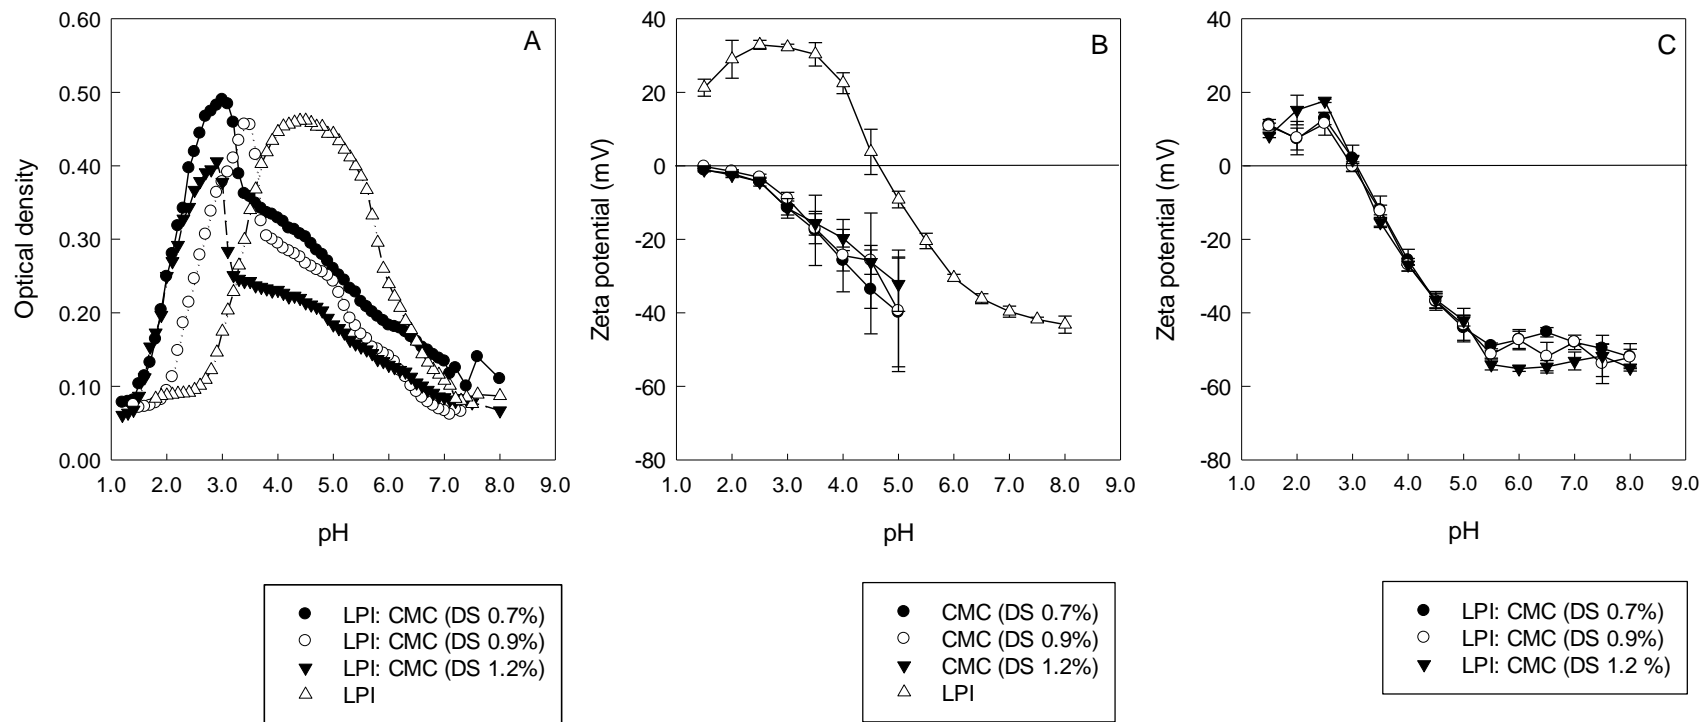 A
0.60
0.50
0.40
0.30
0.20
0.10
0.00
Optical density
1.0 2.0 3.0 4.0 5.0 6.0 7.0 8.0 9.0
pH
LPI: CMC (DS 0.7%)
LPI: CMC (DS 0.9%)
LPI: CMC (DS 1.2%)
LPI
B
40
20
0
-20
-40
-60
-80
Zeta potential (mV)
1.0 2.0 3.0 4.0 5.0 6.0 7.0 8.0 9.0
pH
CMC (DS 0.7%)
CMC (DS 0.9%)
CMC (DS 1.2%)
LPI
C
40
20
0
-20
-40
-60
-80
Zeta potential (mV)
1.0 2.0 3.0 4.0 5.0 6.0 7.0 8.0 9.0
pH
LPI: CMC (DS 0.7%)
LPI: CMC (DS 0.9%)
LPI: CMC (DS 1.2 %)